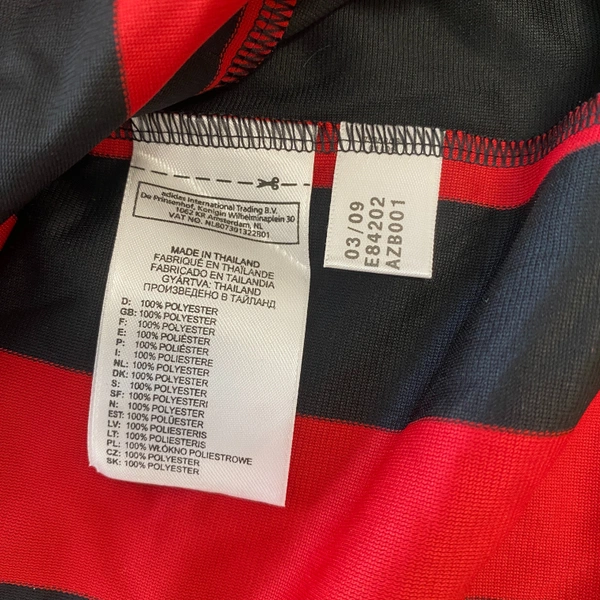 adidas International Trading B.V.
De Prinsenhof, Konigin Wilhelminaplein 30
1062 KR Amsterdam, NL
VAT NO. NL807391322B01
MADE IN THAILAND
FABRIQUÉ EN THAÏLANDE
FABRICADO EN TAILANDIA
GYÁRTVA: THAILAND
ПРОИЗВЕДЕНО В ТАЙЛАНД
D: 100% POLYESTER
GB: 100% POLYESTER
F: 100% POLYESTER
E: 100% POLIÉSTER
P: 100% POLIÉSTER
I: 100% POLIESTERE
NL: 100% POLYESTER
DK: 100% POLYESTER
S: 100% POLYESTER
SF: 100% POLYESTERI
N: 100% POLYESTER
EST: 100% POLÜESTER
LV: 100% POLIESTERIS
LT: 100% POLIESTERIS
PL: 100% WŁÓKNO POLIESTROWE
CZ: 100% POLYESTER
SK: 100% POLYESTER
03/09
E84202
AZB001